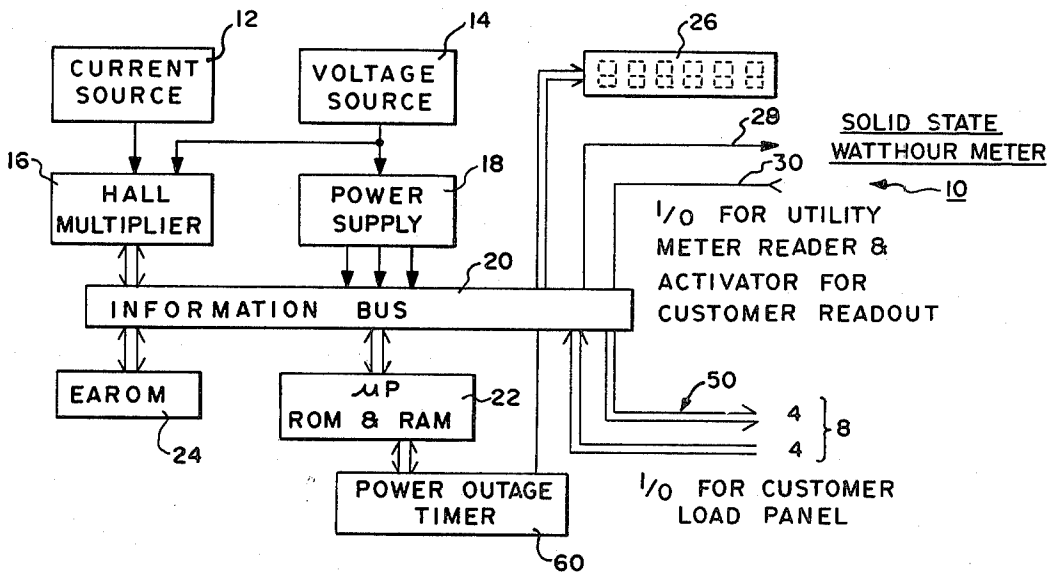 12
14
26
CURRENT
SOURCE
VOLTAGE
SOURCE
888888
28
SOLID STATE
WATTHOUR METER
16
HALL
MULTIPLIER
18
POWER
SUPPLY
30
10
I/O FOR UTILITY
METER READER &
ACTIVATOR FOR
CUSTOMER READOUT
20
INFORMATION BUS
EAROM
24
μP
ROM & RAM
22
50
4
4
8
POWER OUTAGE
TIMER
60
I/O FOR CUSTOMER
LOAD PANEL